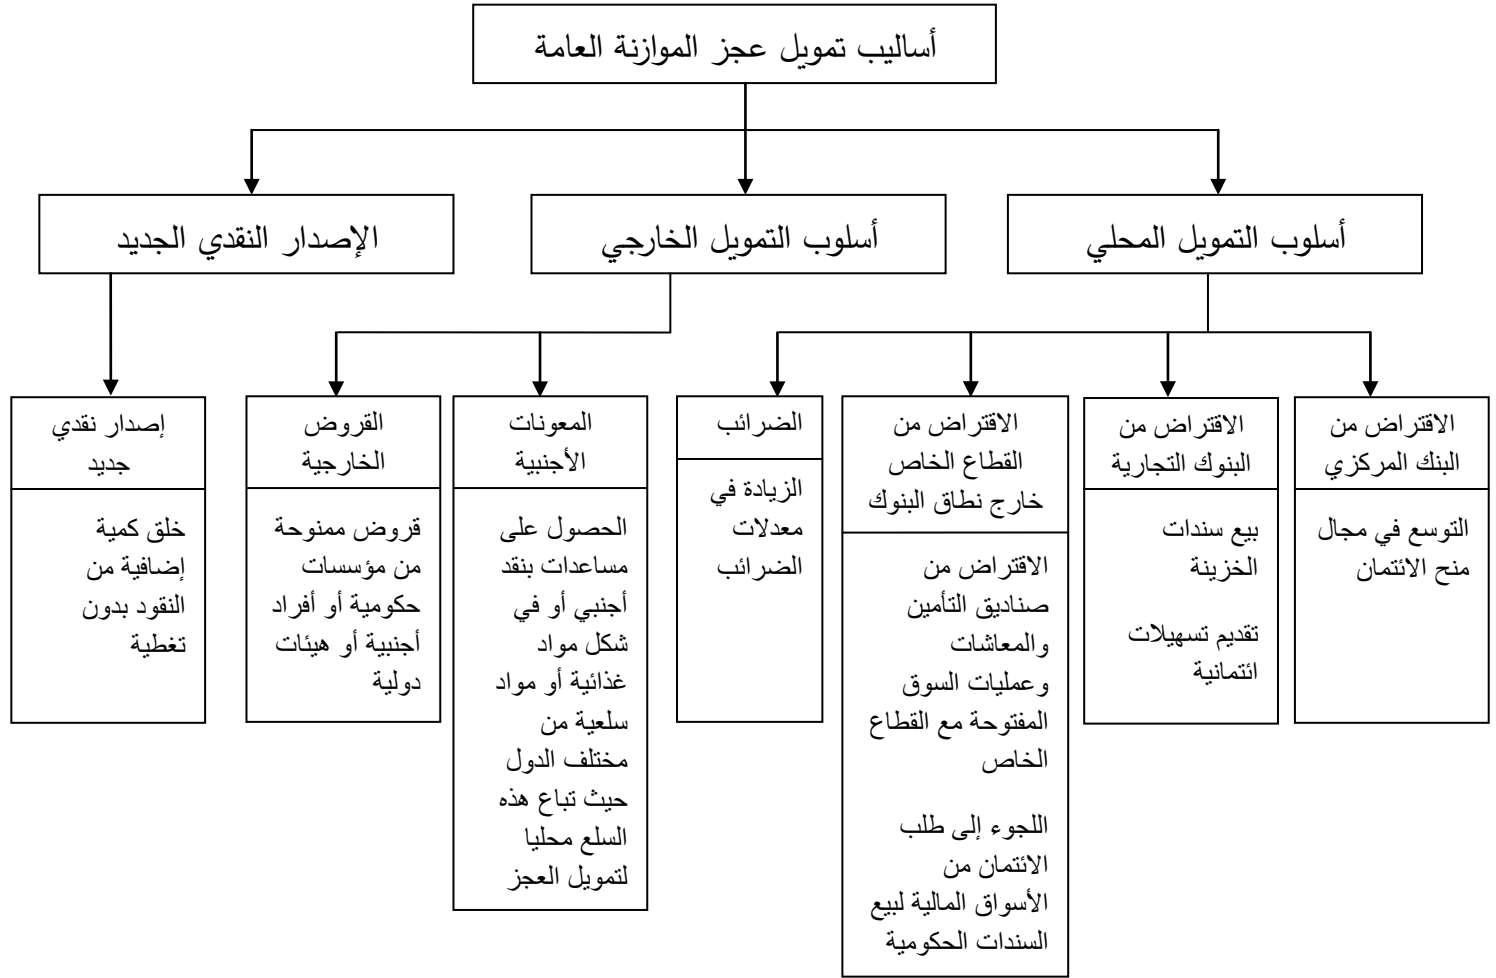 أساليب تمويل عجز الموازنة العامة
أسلوب التمويل المحلي
أسلوب التمويل الخارجي
الإصدار النقدي الجديد
الاقتراض من
البنك المركزي
التوسع في مجال
منح الائتمان
الاقتراض من
البنوك التجارية
بيع سندات
الخزينة
تقديم تسهيلات
ائتمانية
الاقتراض من
القطاع الخاص
خارج نطاق البنوك
الاقتراض من
صناديق التأمين
والمعاشات
وعمليات السوق
المفتوحة مع القطاع
الخاص
اللجوء إلى طلب
الائتمان من
الأسواق المالية لبيع
السندات الحكومية
الضرائب
الزيادة في
معدلات
الضرائب
المعونات
الأجنبية
الحصول على
مساعدات بنقد
أجنبي أو في
شكل مواد
غذائية أو مواد
سلعية من
مختلف الدول
حيث تباع هذه
السلع محليا
لتمويل العجز
القروض
الخارجية
قروض ممنوحة
من مؤسسات
حكومية أو أفراد
أجنبية أو هيئات
دولية
إصدار نقدي
جديد
خلق كمية
إضافية من
النقود بدون
تغطية